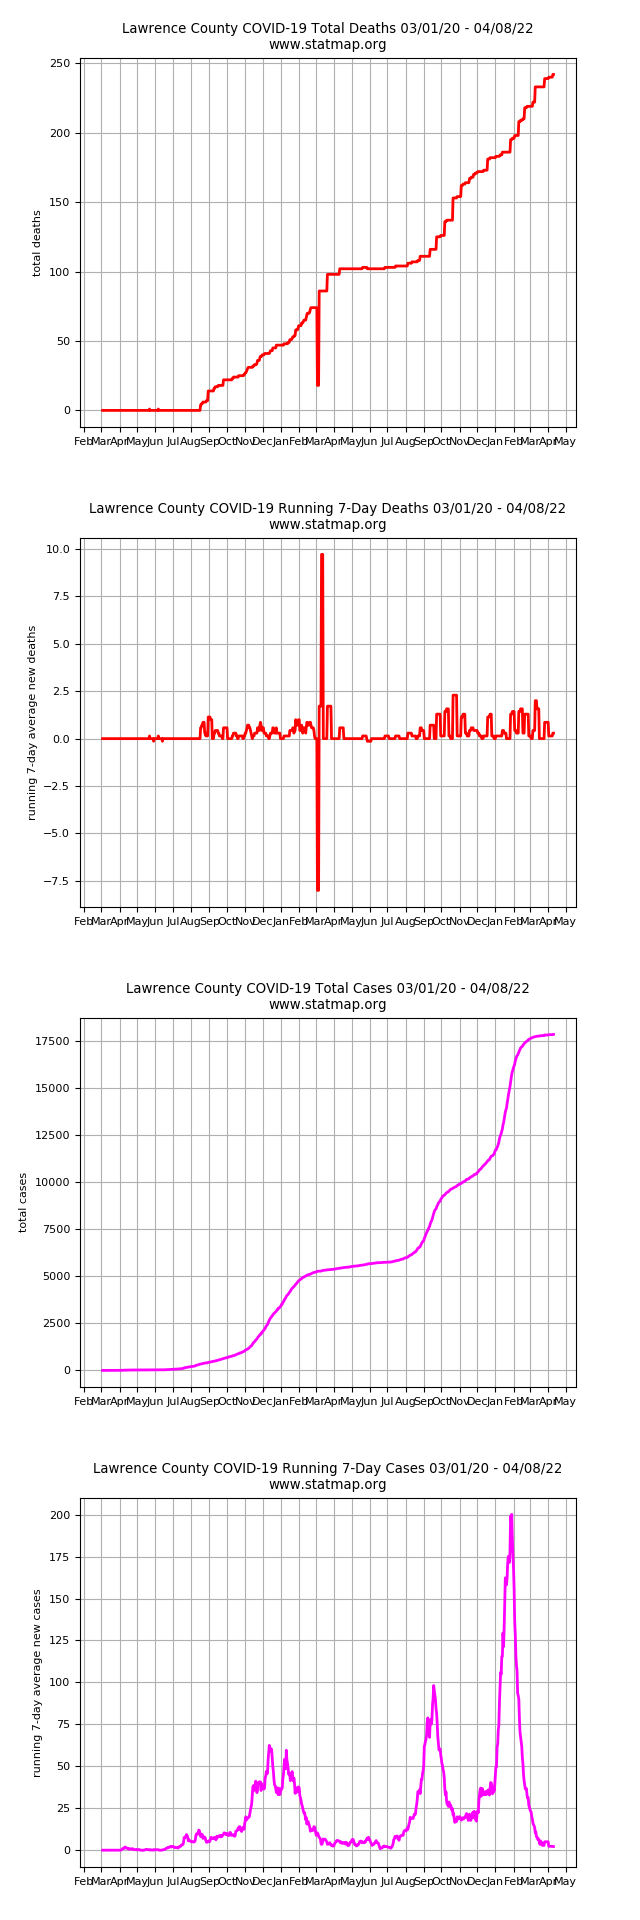 Lawrence County COVID-19 Total Deaths 03/01/20 - 04/08/22
www.statmap.org
250
200
150
100
50
0
total deaths
Feb Mar Apr May Jun Jul Aug Sep Oct Nov Dec Jan Feb Mar Apr May Jun Jul Aug Sep Oct Nov Dec Jan Feb Mar Apr May
Lawrence County COVID-19 Running 7-Day Deaths 03/01/20 - 04/08/22
www.statmap.org
10.0
7.5
5.0
2.5
0.0
−2.5
−5.0
−7.5
running 7-day average new deaths
Feb Mar Apr May Jun Jul Aug Sep Oct Nov Dec Jan Feb Mar Apr May Jun Jul Aug Sep Oct Nov Dec Jan Feb Mar Apr May
Lawrence County COVID-19 Total Cases 03/01/20 - 04/08/22
www.statmap.org
17500
15000
12500
10000
7500
5000
2500
0
total cases
Feb Mar Apr May Jun Jul Aug Sep Oct Nov Dec Jan Feb Mar Apr May Jun Jul Aug Sep Oct Nov Dec Jan Feb Mar Apr May
Lawrence County COVID-19 Running 7-Day Cases 03/01/20 - 04/08/22
www.statmap.org
200
175
150
125
100
75
50
25
0
running 7-day average new cases
Feb Mar Apr May Jun Jul Aug Sep Oct Nov Dec Jan Feb Mar Apr May Jun Jul Aug Sep Oct Nov Dec Jan Feb Mar Apr May